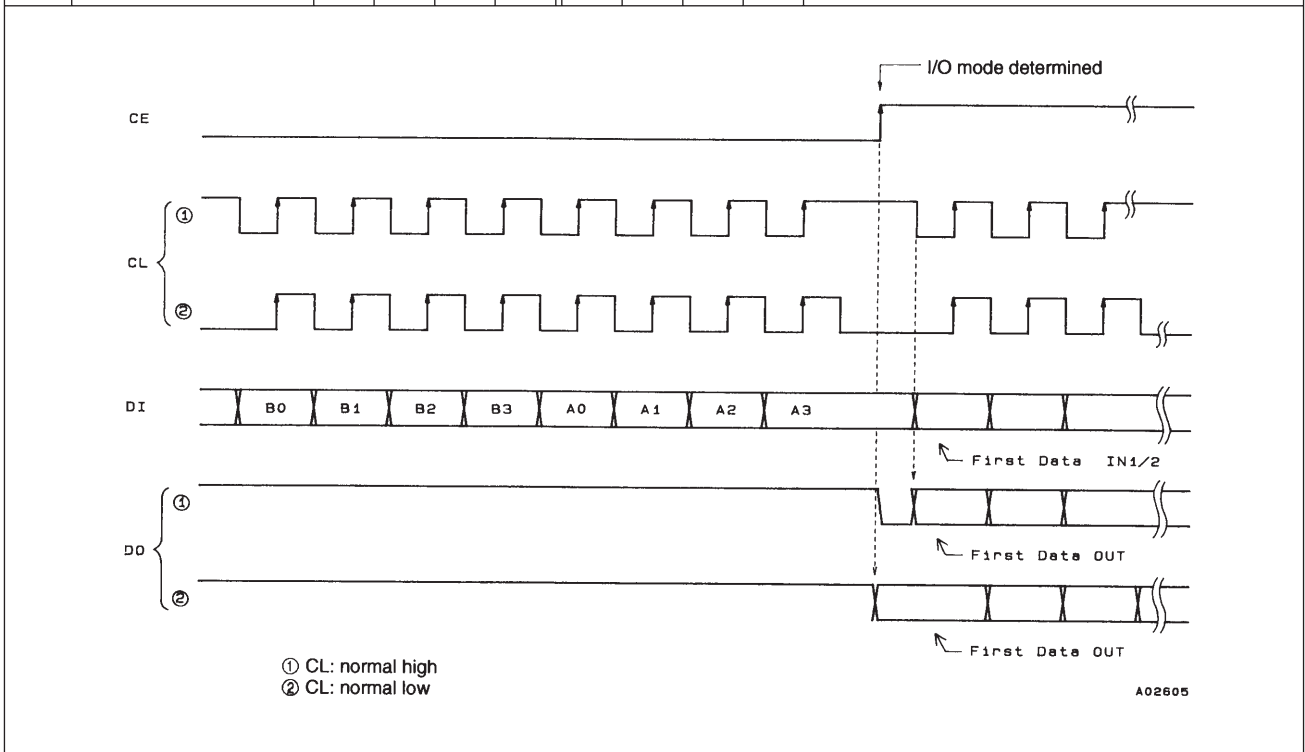 I/O mode determined
CE
①
CL
②
DI B0 B1 B2 B3 A0 A1 A2 A3
First Data IN1/2
①
DO
First Data OUT
②
First Data OUT
① CL: normal high
② CL: normal low
A02605